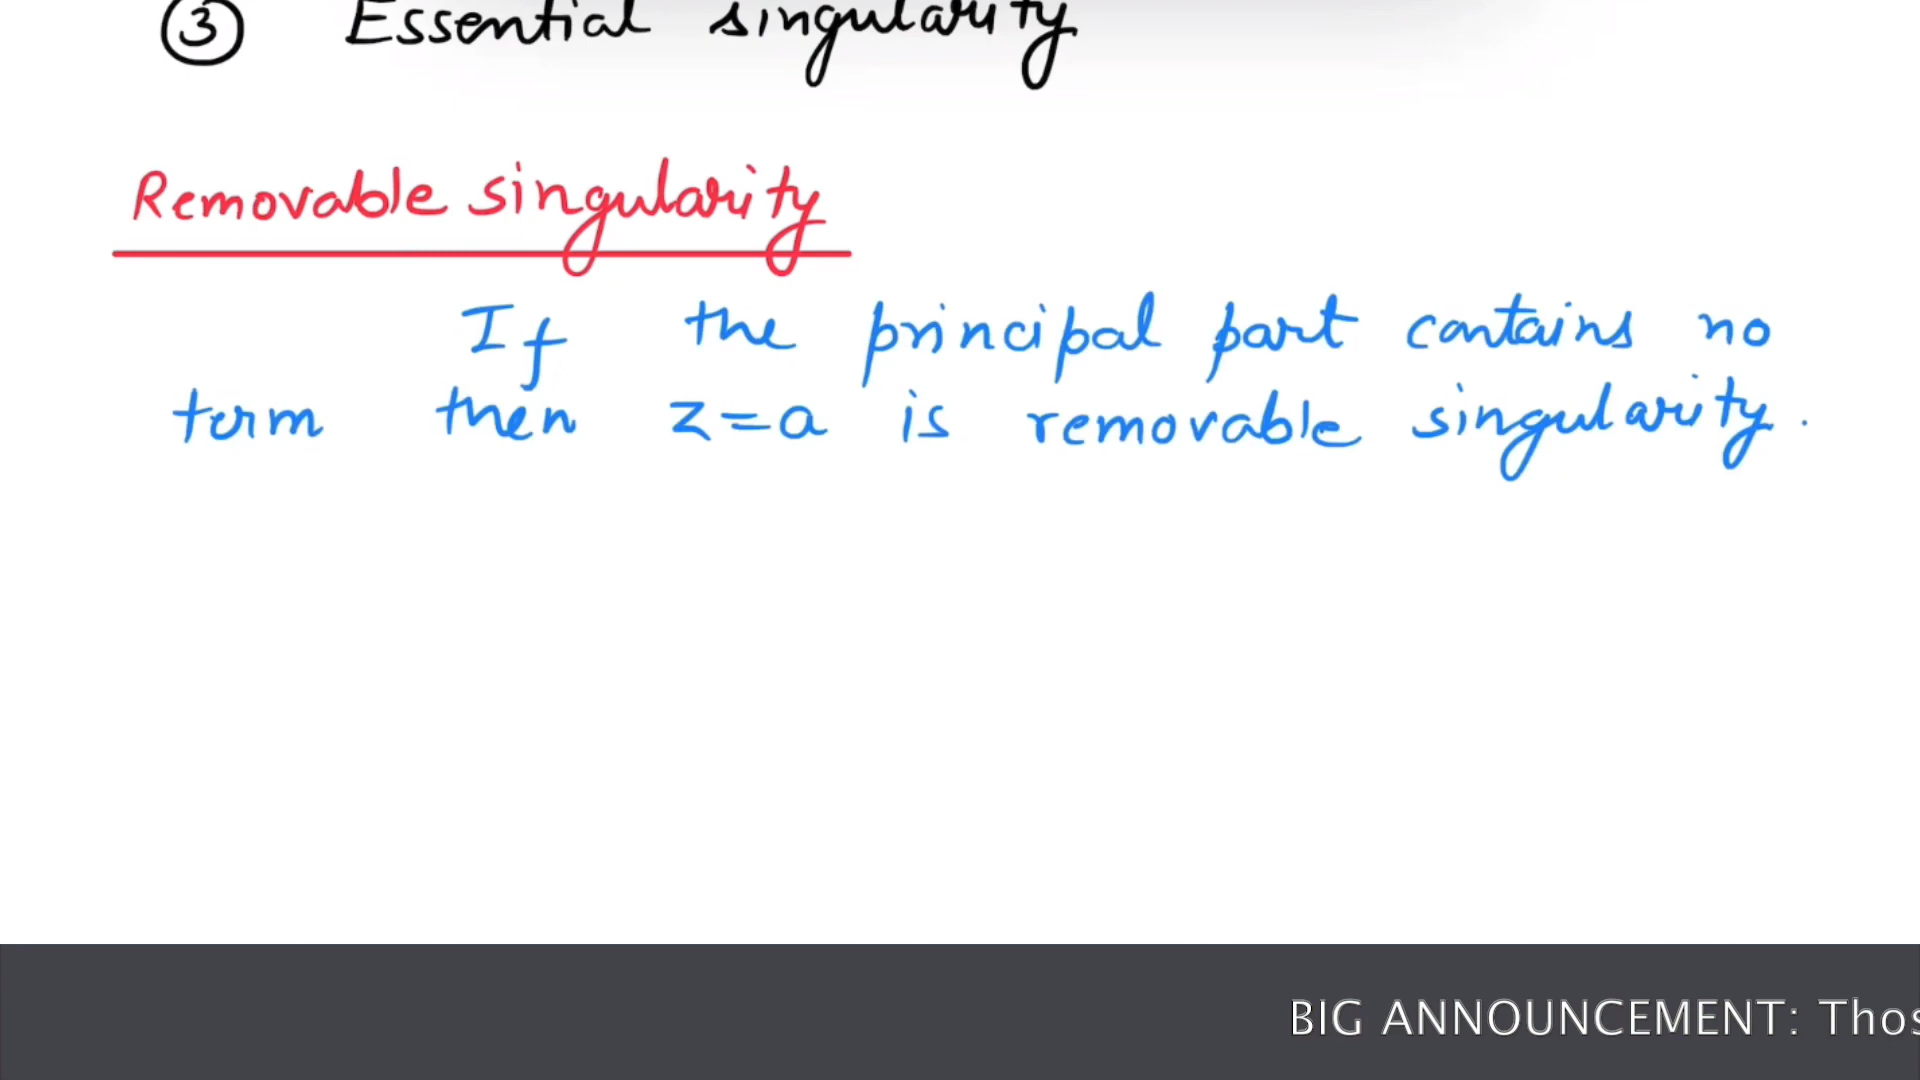 ③ Essential singularity
Removable singularity
If the principal part contains no
term then z=a is removable singularity.
BIG ANNOUNCEMENT: Thos